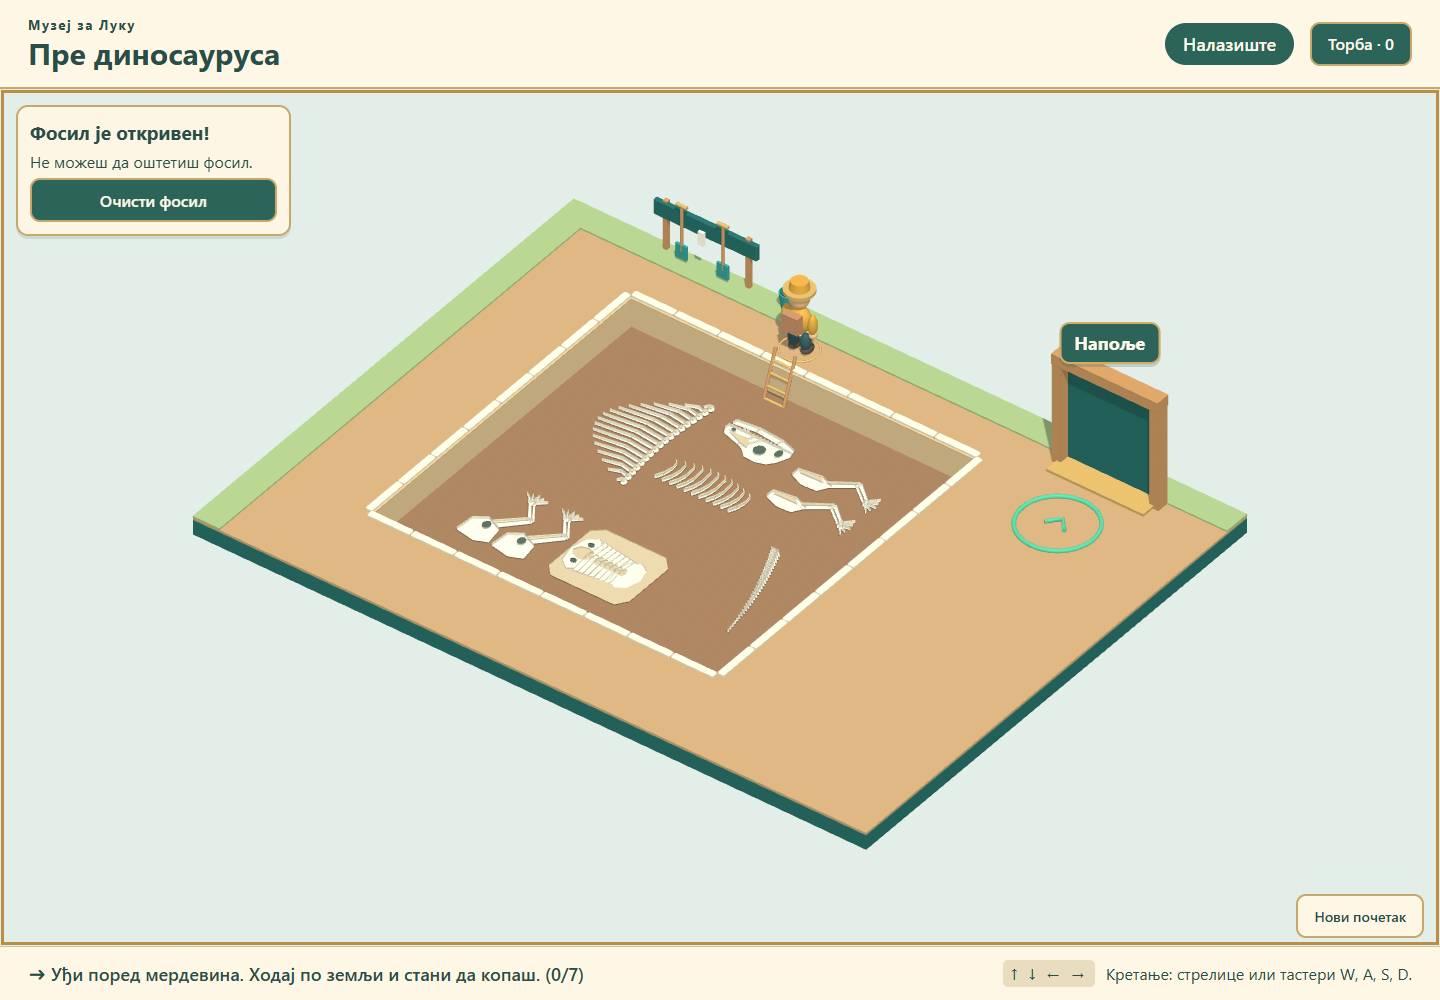 Музеј за Луку
Пре диносауруса
Налазиште
Торба · 0
Фосил је откривен!
Не можеш да оштетиш фосил.
Очисти фосил
Напоље
Нови почетак
→ Уђи поред мердевина. Ходај по земљи и стани да копаш. (0/7)
↑ ↓ ← → Кретање: стрелице или тастери W, A, S, D.